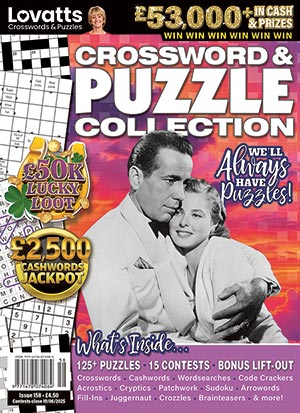 Lovatts
Crosswords & Puzzles
£53,000+ IN CASH
& PRIZES
WIN WIN WIN WIN WIN WIN WIN
CROSSWORD &
PUZZLE
COLLECTION
WE'LL
Always
HAVE
Puzzles!
£50K
LUCKY
LOOT
£2,500
CASHWORDS
JACKPOT
What's Inside...
125+ PUZZLES • 15 CONTESTS • BONUS LIFT-OUT
Crosswords • Cashwords • Wordsearches • Code Crackers
Acrostics • Cryptics • Patchwork • Sudoku • Arrowords
Fill-Ins • Juggernaut • Crozzles • Brainteasers & more!
Issue 158 • £4.50
Contests close 19/06/2025